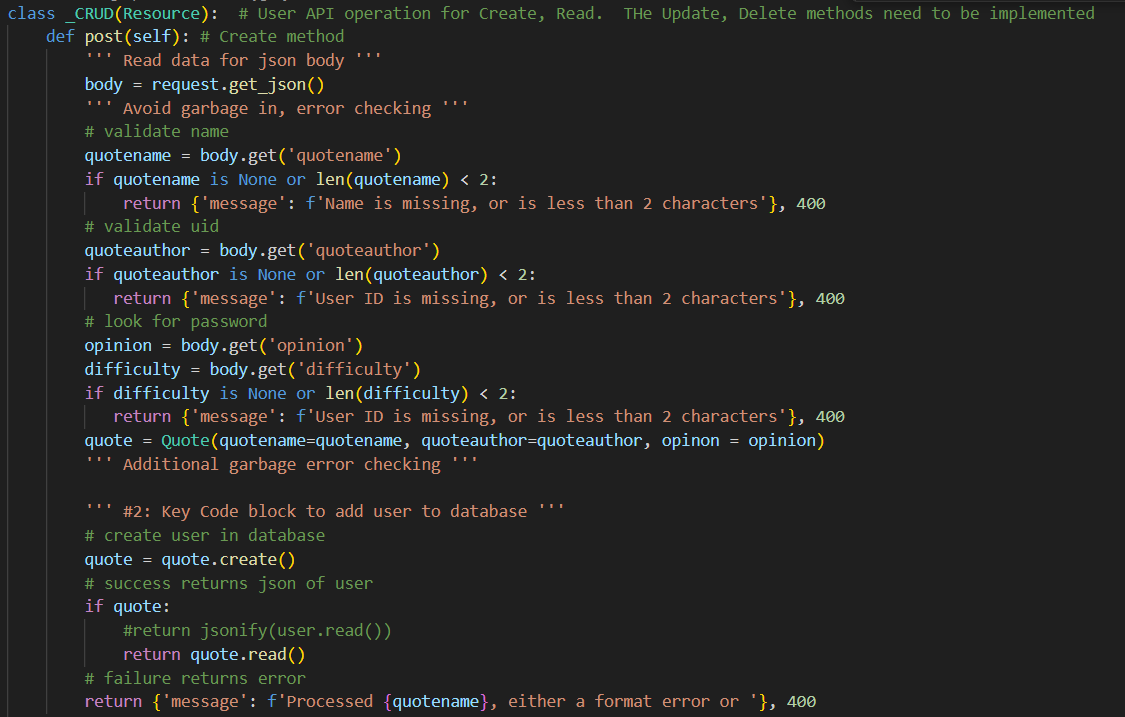 class _CRUD(Resource):  # User API operation for Create, Read.  THe Update, Delete methods need to be implemented
    def post(self): # Create method
        ''' Read data for json body '''
        body = request.get_json()
        ''' Avoid garbage in, error checking '''
        # validate name
        quotename = body.get('quotename')
        if quotename is None or len(quotename) < 2:
            return {'message': f'Name is missing, or is less than 2 characters'}, 400
        # validate uid
        quoteauthor = body.get('quoteauthor')
        if quoteauthor is None or len(quoteauthor) < 2:
           return {'message': f'User ID is missing, or is less than 2 characters'}, 400
        # look for password
        opinion = body.get('opinion')
        difficulty = body.get('difficulty')
        if difficulty is None or len(difficulty) < 2:
           return {'message': f'User ID is missing, or is less than 2 characters'}, 400
        quote = Quote(quotename=quotename, quoteauthor=quoteauthor, opinon = opinion)
        ''' Additional garbage error checking '''
        ''' #2: Key Code block to add user to database '''
        # create user in database
        quote = quote.create()
        # success returns json of user
        if quote:
            #return jsonify(user.read())
            return quote.read()
        # failure returns error
        return {'message': f'Processed {quotename}, either a format error or '}, 400